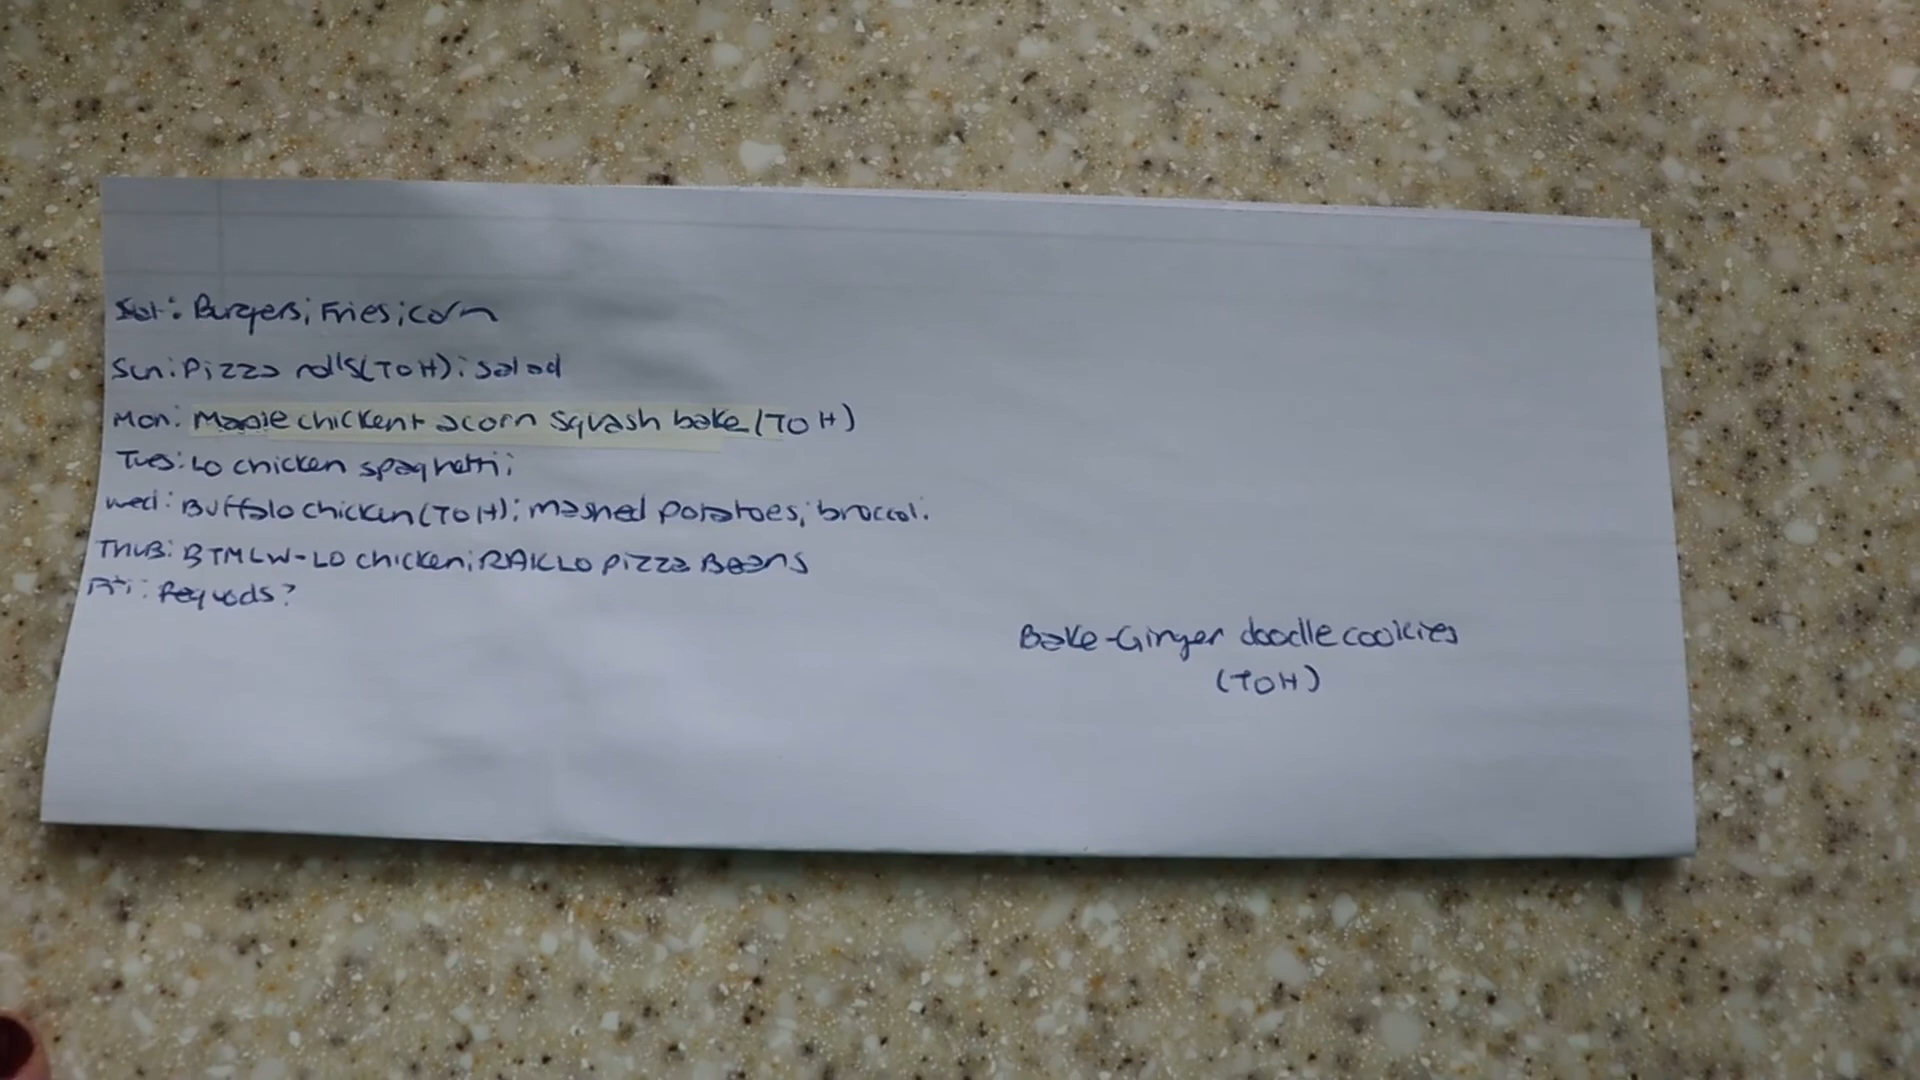 Sat: Burgers; Fries; corn
Sun: Pizza rolls (TOH); salad
Mon: Maple chicken + acorn squash bake (TOH)
Tues: LO chicken spaghetti;
Wed: Buffalo chicken (TOH); mashed potatoes; broccoli
Thurs: BTMLW-LO chicken; RAKLO Pizza Beans
Fri: Pequods?
Bake-Ginger doodle cookies
(TOH)